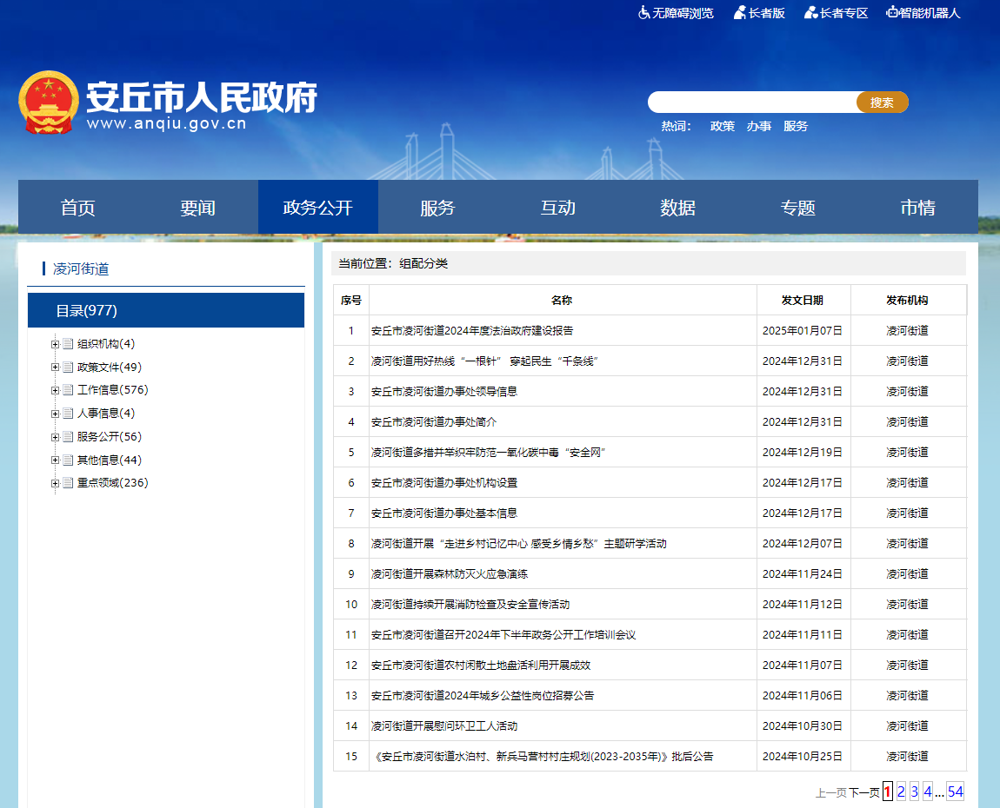 无障碍浏览 长者版 长者专区 智能机器人
安丘市人民政府
www.anqiu.gov.cn
搜索
热词： 政策 办事 服务
首页 要闻 政务公开 服务 互动 数据 专题 市情
凌河街道
目录(977)
组织机构(4)
政策文件(49)
工作信息(576)
人事信息(4)
服务公开(56)
其他信息(44)
重点领域(236)
当前位置：组配分类
序号 名称 发文日期 发布机构
1 安丘市凌河街道2024年度法治政府建设报告 2025年01月07日 凌河街道
2 凌河街道用好热线“一根针” 穿起民生“千条线” 2024年12月31日 凌河街道
3 安丘市凌河街道办事处领导信息 2024年12月31日 凌河街道
4 安丘市凌河街道办事处简介 2024年12月31日 凌河街道
5 凌河街道多措并举织牢防范一氧化碳中毒“安全网” 2024年12月19日 凌河街道
6 安丘市凌河街道办事处机构设置 2024年12月17日 凌河街道
7 安丘市凌河街道办事处基本信息 2024年12月17日 凌河街道
8 凌河街道开展“走进乡村记忆中心 感受乡情乡愁”主题研学活动 2024年12月07日 凌河街道
9 凌河街道开展森林防灭火应急演练 2024年11月24日 凌河街道
10 凌河街道持续开展消防检查及安全宣传活动 2024年11月12日 凌河街道
11 安丘市凌河街道召开2024年下半年政务公开工作培训会议 2024年11月11日 凌河街道
12 安丘市凌河街道农村闲散土地盘活利用开展成效 2024年11月07日 凌河街道
13 安丘市凌河街道2024年城乡公益性岗位招募公告 2024年11月06日 凌河街道
14 凌河街道开展慰问环卫工人活动 2024年10月30日 凌河街道
15 《安丘市凌河街道水泊村、新兵马营村村庄规划(2023-2035年)》批后公告 2024年10月25日 凌河街道
上一页 下一页 1 2 3 4 ... 54